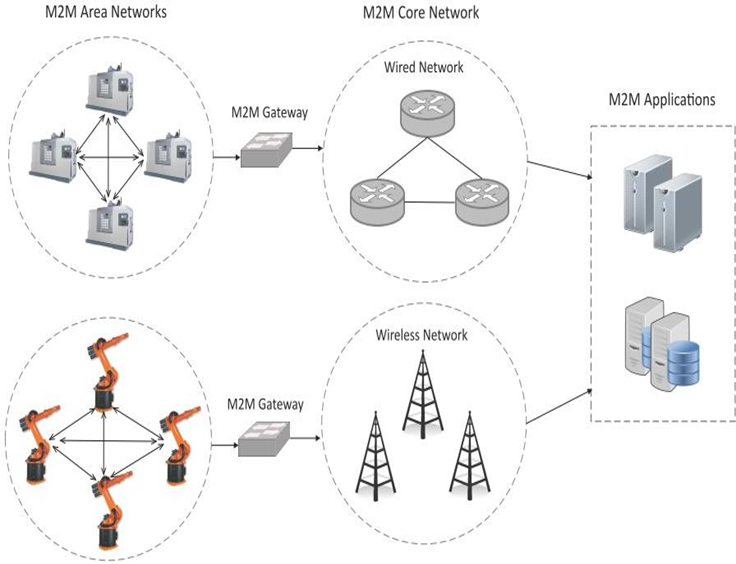 M2M Area Networks
M2M Core Network
Wired Network
M2M Gateway
M2M Applications
Wireless Network
M2M Gateway